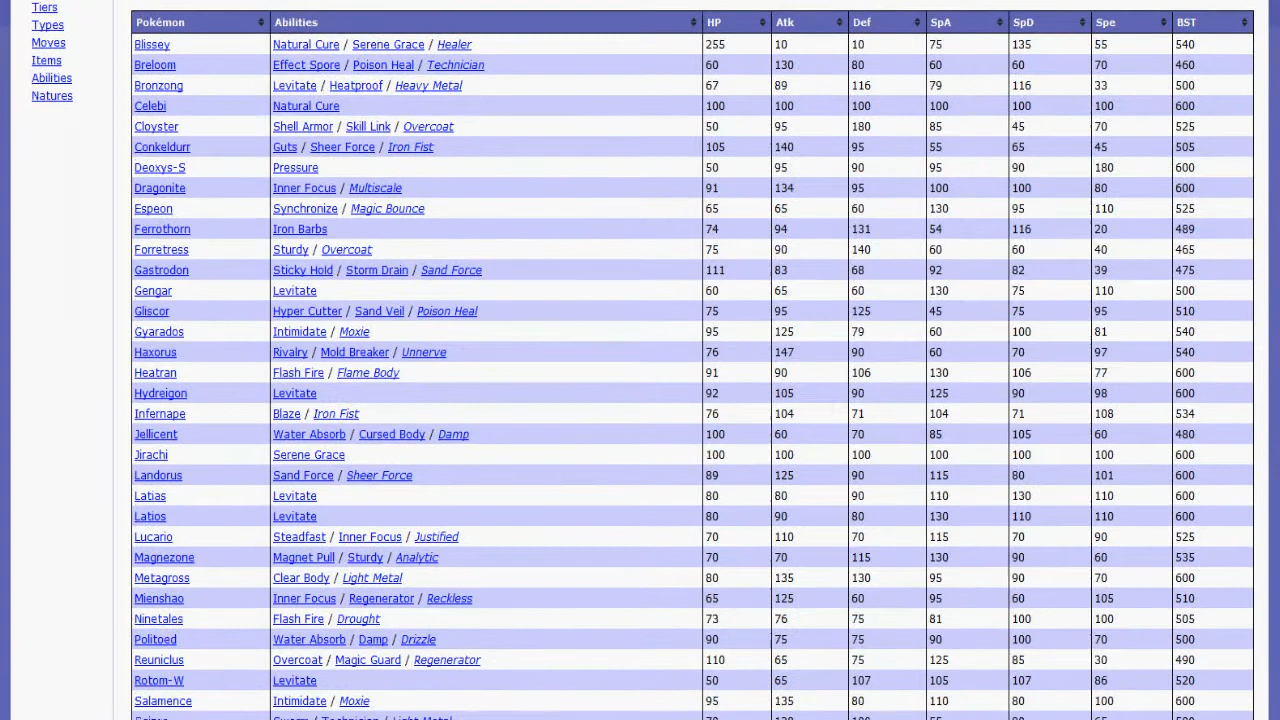 Tiers
Types
Moves
Items
Abilities
Natures
Pokémon Abilities HP Atk Def SpA SpD Spe BST
Blissey Natural Cure / Serene Grace / Healer 255 10 10 75 135 55 540
Breloom Effect Spore / Poison Heal / Technician 60 130 80 60 60 70 460
Bronzong Levitate / Heatproof / Heavy Metal 67 89 116 79 116 33 500
Celebi Natural Cure 100 100 100 100 100 100 600
Cloyster Shell Armor / Skill Link / Overcoat 50 95 180 85 45 70 525
Conkeldurr Guts / Sheer Force / Iron Fist 105 140 95 55 65 45 505
Deoxys-S Pressure 50 95 90 95 90 180 600
Dragonite Inner Focus / Multiscale 91 134 95 100 100 80 600
Espeon Synchronize / Magic Bounce 65 65 60 130 95 110 525
Ferrothorn Iron Barbs 74 94 131 54 116 20 489
Forretress Sturdy / Overcoat 75 90 140 60 60 40 465
Gastrodon Sticky Hold / Storm Drain / Sand Force 111 83 68 92 82 39 475
Gengar Levitate 60 65 60 130 75 110 500
Gliscor Hyper Cutter / Sand Veil / Poison Heal 75 95 125 45 75 95 510
Gyarados Intimidate / Moxie 95 125 79 60 100 81 540
Haxorus Rivalry / Mold Breaker / Unnerve 76 147 90 60 70 97 540
Heatran Flash Fire / Flame Body 91 90 106 130 106 77 600
Hydreigon Levitate 92 105 90 125 90 98 600
Infernape Blaze / Iron Fist 76 104 71 104 71 108 534
Jellicent Water Absorb / Cursed Body / Damp 100 60 70 85 105 60 480
Jirachi Serene Grace 100 100 100 100 100 100 600
Landorus Sand Force / Sheer Force 89 125 90 115 80 101 600
Latias Levitate 80 80 90 110 130 110 600
Latios Levitate 80 90 80 130 110 110 600
Lucario Steadfast / Inner Focus / Justified 70 110 70 115 70 90 525
Magnezone Magnet Pull / Sturdy / Analytic 70 70 115 130 90 60 535
Metagross Clear Body / Light Metal 80 135 130 95 90 70 600
Mienshao Inner Focus / Regenerator / Reckless 65 125 60 95 60 105 510
Ninetales Flash Fire / Drought 73 76 75 81 100 100 505
Politoed Water Absorb / Damp / Drizzle 90 75 75 90 100 70 500
Reuniclus Overcoat / Magic Guard / Regenerator 110 65 75 125 85 30 490
Rotom-W Levitate 50 65 107 105 107 86 520
Salamence Intimidate / Moxie 95 135 80 110 80 100 600